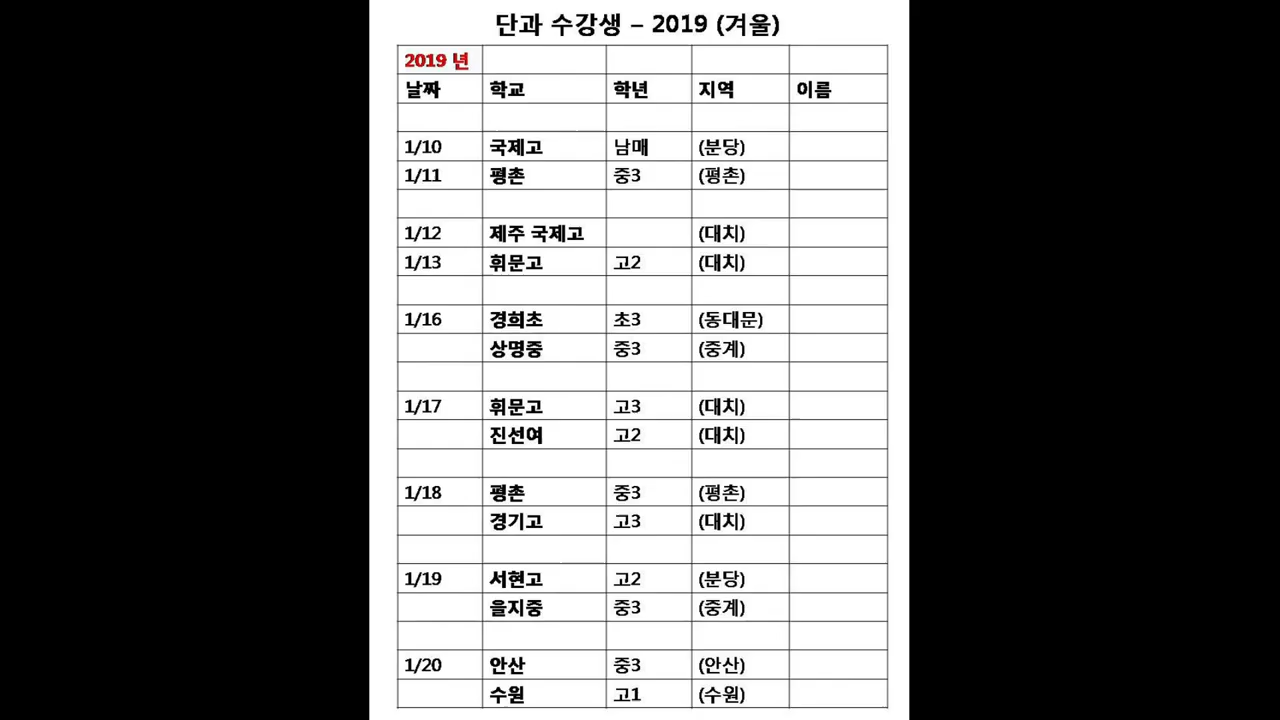 단과 수강생 – 2019 (겨울)
2019 년
날짜 학교 학년 지역 이름
1/10 국제고 남매 (분당)
1/11 평촌 중3 (평촌)
1/12 제주 국제고 (대치)
1/13 휘문고 고2 (대치)
1/16 경희초 초3 (동대문)
상명중 중3 (중계)
1/17 휘문고 고3 (대치)
진선여 고2 (대치)
1/18 평촌 중3 (평촌)
경기고 고3 (대치)
1/19 서현고 고2 (분당)
을지중 중3 (중계)
1/20 안산 중3 (안산)
수원 고1 (수원)